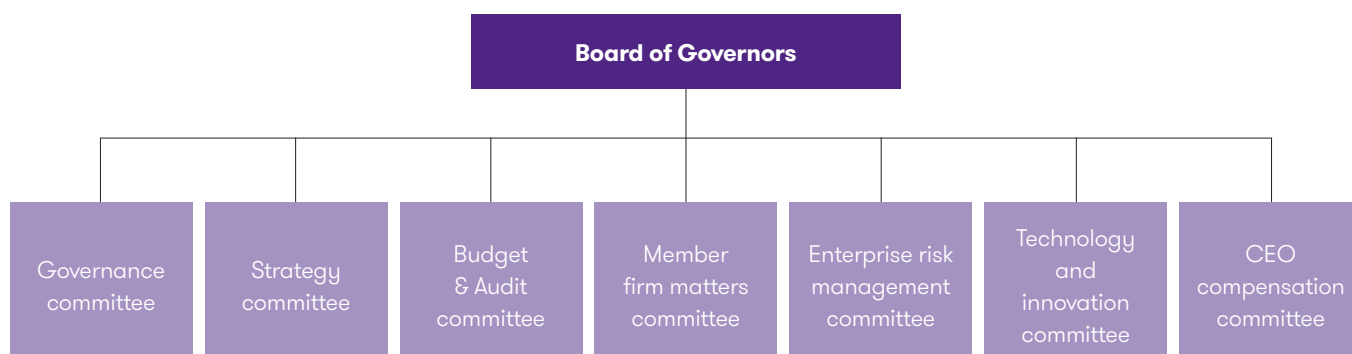 Board of Governors
Governance
committee
Strategy
committee
Budget
& Audit
committee
Member
firm matters
committee
Enterprise risk
management
committee
Technology
and
innovation
committee
CEO
compensation
committee